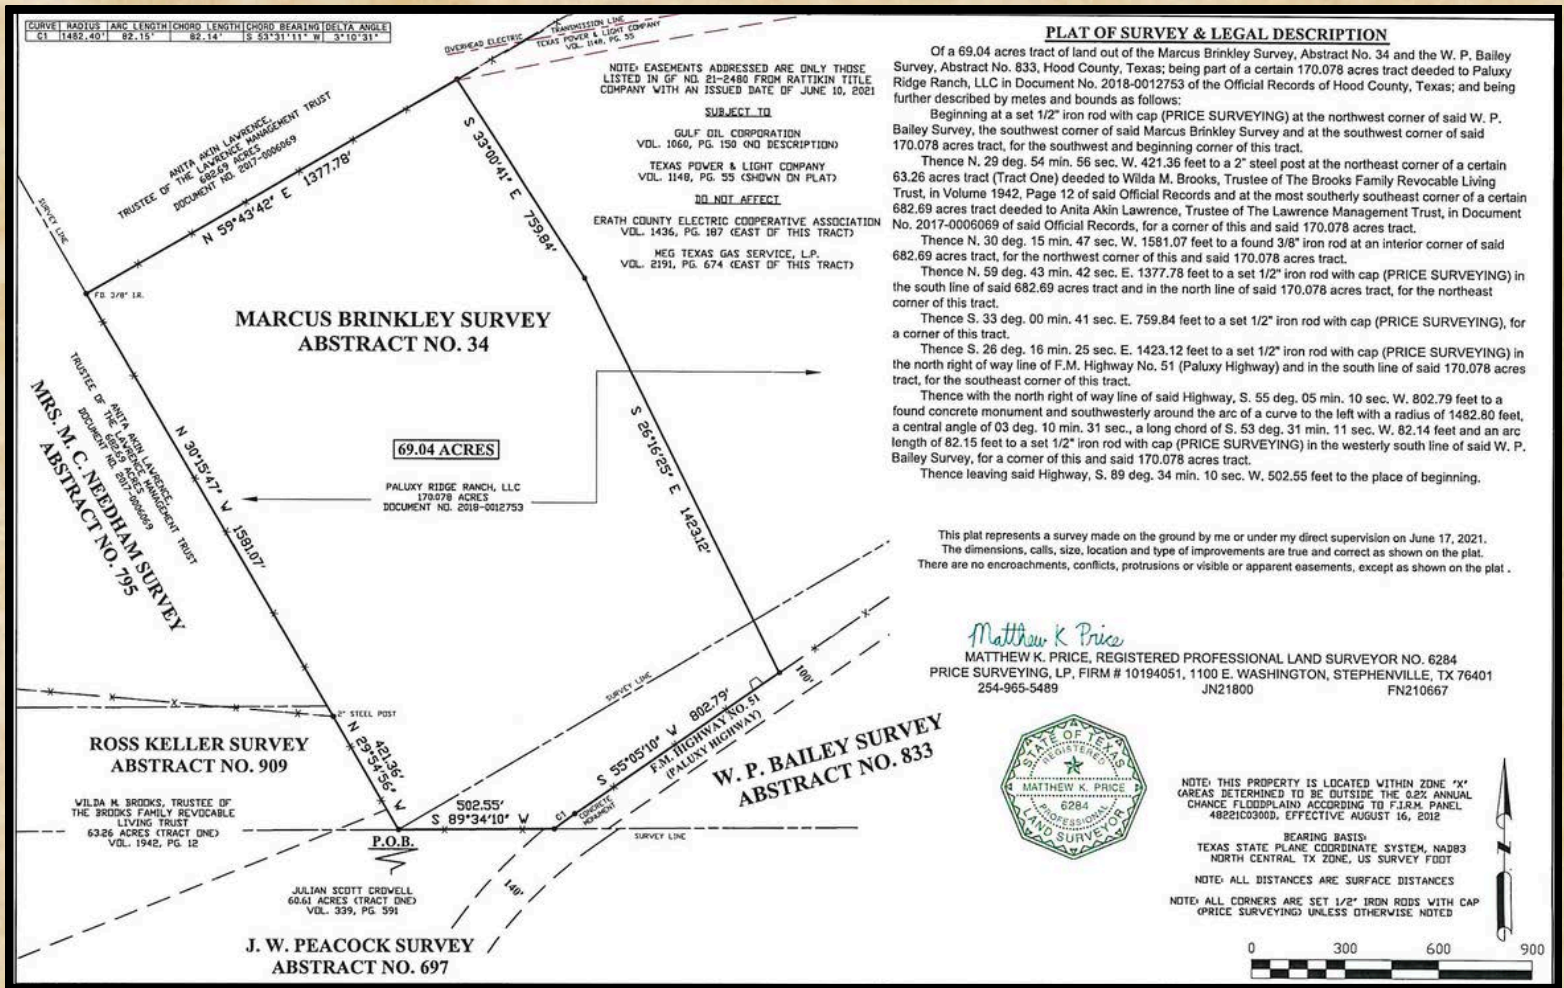 CURVE RADIUS ARC LENGTH CHORD LENGTH CHORD BEARING DELTA ANGLE
C1 1482.40' 82.15' 82.14' S 53°31'11" W 3°10'31"
OVERHEAD ELECTRIC TRANSMISSION LINE
TEXAS POWER & LIGHT COMPANY
VOL. 1148, PG. 55
NOTE: EASEMENTS ADDRESSED ARE ONLY THOSE
LISTED IN GF NO. 21-2480 FROM RATTIKIN TITLE
COMPANY WITH AN ISSUED DATE OF JUNE 10, 2021
SUBJECT TO
GULF OIL CORPORATION
VOL. 1060, PG. 150 (NO DESCRIPTION)
TEXAS POWER & LIGHT COMPANY
VOL. 1148, PG. 55 (SHOWN ON PLAT)
DO NOT AFFECT
ERATH COUNTY ELECTRIC COOPERATIVE ASSOCIATION
VOL. 1436, PG. 187 (EAST OF THIS TRACT)
MEG TEXAS GAS SERVICE, L.P.
VOL. 2191, PG. 674 (EAST OF THIS TRACT)
ANITA AKIN LAWRENCE,
TRUSTEE OF THE LAWRENCE MANAGEMENT TRUST
682.69 ACRES
DOCUMENT NO. 2017-0006069
N 59°43'42" E 1377.78'
S 33°00'41" E 759.84'
SURVEY LINE
FD. 3/8" I.R.
MARCUS BRINKLEY SURVEY
ABSTRACT NO. 34
ANITA AKIN LAWRENCE,
TRUSTEE OF THE LAWRENCE MANAGEMENT TRUST
682.69 ACRES
DOCUMENT NO. 2017-0006069
MRS. M. C. NEEDHAM SURVEY
ABSTRACT NO. 795
N 30°15'47" W 1581.07'
69.04 ACRES
PALUXY RIDGE RANCH, LLC
170.078 ACRES
DOCUMENT NO. 2018-0012753
S 26°16'25" E 1423.12'
2" STEEL POST
N 29°54'56" W
421.36'
ROSS KELLER SURVEY
ABSTRACT NO. 909
WILDA M. BROOKS, TRUSTEE OF
THE BROOKS FAMILY REVOCABLE
LIVING TRUST
63.26 ACRES (TRACT ONE)
VOL. 1942, PG. 12
SURVEY LINE
S 55°05'10" W 802.79'
F.M. HIGHWAY NO. 51
(PALUXY HIGHWAY)
100'
W. P. BAILEY SURVEY
ABSTRACT NO. 833
502.55'
S 89°34'10" W
C1
CONCRETE
MONUMENT
SURVEY LINE
P.O.B.
JULIAN SCOTT CROWELL
60.61 ACRES (TRACT ONE)
VOL. 339, PG. 591
140'
J. W. PEACOCK SURVEY
ABSTRACT NO. 697
PLAT OF SURVEY & LEGAL DESCRIPTION
Of a 69.04 acres tract of land out of the Marcus Brinkley Survey, Abstract No. 34 and the W. P. Bailey
Survey, Abstract No. 833, Hood County, Texas; being part of a certain 170.078 acres tract deeded to Paluxy
Ridge Ranch, LLC in Document No. 2018-0012753 of the Official Records of Hood County, Texas; and being
further described by metes and bounds as follows:
Beginning at a set 1/2" iron rod with cap (PRICE SURVEYING) at the northwest corner of said W. P.
Bailey Survey, the southwest corner of said Marcus Brinkley Survey and at the southwest corner of said
170.078 acres tract, for the southwest and beginning corner of this tract.
Thence N. 29 deg. 54 min. 56 sec. W. 421.36 feet to a 2" steel post at the northeast corner of a certain
63.26 acres tract (Tract One) deeded to Wilda M. Brooks, Trustee of The Brooks Family Revocable Living
Trust, in Volume 1942, Page 12 of said Official Records and at the most southerly southeast corner of a certain
682.69 acres tract deeded to Anita Akin Lawrence, Trustee of The Lawrence Management Trust, in Document
No. 2017-0006069 of said Official Records, for a corner of this and said 170.078 acres tract.
Thence N. 30 deg. 15 min. 47 sec. W. 1581.07 feet to a found 3/8" iron rod at an interior corner of said
682.69 acres tract, for the northwest corner of this and said 170.078 acres tract.
Thence N. 59 deg. 43 min. 42 sec. E. 1377.78 feet to a set 1/2" iron rod with cap (PRICE SURVEYING) in
the south line of said 682.69 acres tract and in the north line of said 170.078 acres tract, for the northeast
corner of this tract.
Thence S. 33 deg. 00 min. 41 sec. E. 759.84 feet to a set 1/2" iron rod with cap (PRICE SURVEYING), for
a corner of this tract.
Thence S. 26 deg. 16 min. 25 sec. E. 1423.12 feet to a set 1/2" iron rod with cap (PRICE SURVEYING) in
the north right of way line of F.M. Highway No. 51 (Paluxy Highway) and in the south line of said 170.078 acres
tract, for the southeast corner of this tract.
Thence with the north right of way line of said Highway, S. 55 deg. 05 min. 10 sec. W. 802.79 feet to a
found concrete monument and southwesterly around the arc of a curve to the left with a radius of 1482.80 feet,
a central angle of 03 deg. 10 min. 31 sec., a long chord of S. 53 deg. 31 min. 11 sec. W. 82.14 feet and an arc
length of 82.15 feet to a set 1/2" iron rod with cap (PRICE SURVEYING) in the westerly south line of said W. P.
Bailey Survey, for a corner of this and said 170.078 acres tract.
Thence leaving said Highway, S. 89 deg. 34 min. 10 sec. W. 502.55 feet to the place of beginning.
This plat represents a survey made on the ground by me or under my direct supervision on June 17, 2021.
The dimensions, calls, size, location and type of improvements are true and correct as shown on the plat.
There are no encroachments, conflicts, protrusions or visible or apparent easements, except as shown on the plat .
Matthew K Price
MATTHEW K. PRICE, REGISTERED PROFESSIONAL LAND SURVEYOR NO. 6284
PRICE SURVEYING, LP, FIRM # 10194051, 1100 E. WASHINGTON, STEPHENVILLE, TX 76401
254-965-5489 JN21800 FN210667
STATE OF TEXAS
REGISTERED
MATTHEW K. PRICE
6284
PROFESSIONAL
LAND SURVEYOR
NOTE: THIS PROPERTY IS LOCATED WITHIN ZONE "X"
(AREAS DETERMINED TO BE OUTSIDE THE 0.2% ANNUAL
CHANCE FLOODPLAIN) ACCORDING TO F.I.R.M. PANEL
48221C0300D, EFFECTIVE AUGUST 16, 2012
BEARING BASIS:
TEXAS STATE PLANE COORDINATE SYSTEM, NAD83
NORTH CENTRAL TX ZONE, US SURVEY FOOT
NOTE: ALL DISTANCES ARE SURFACE DISTANCES
NOTE: ALL CORNERS ARE SET 1/2" IRON RODS WITH CAP
(PRICE SURVEYING) UNLESS OTHERWISE NOTED
N
0 300 600 900